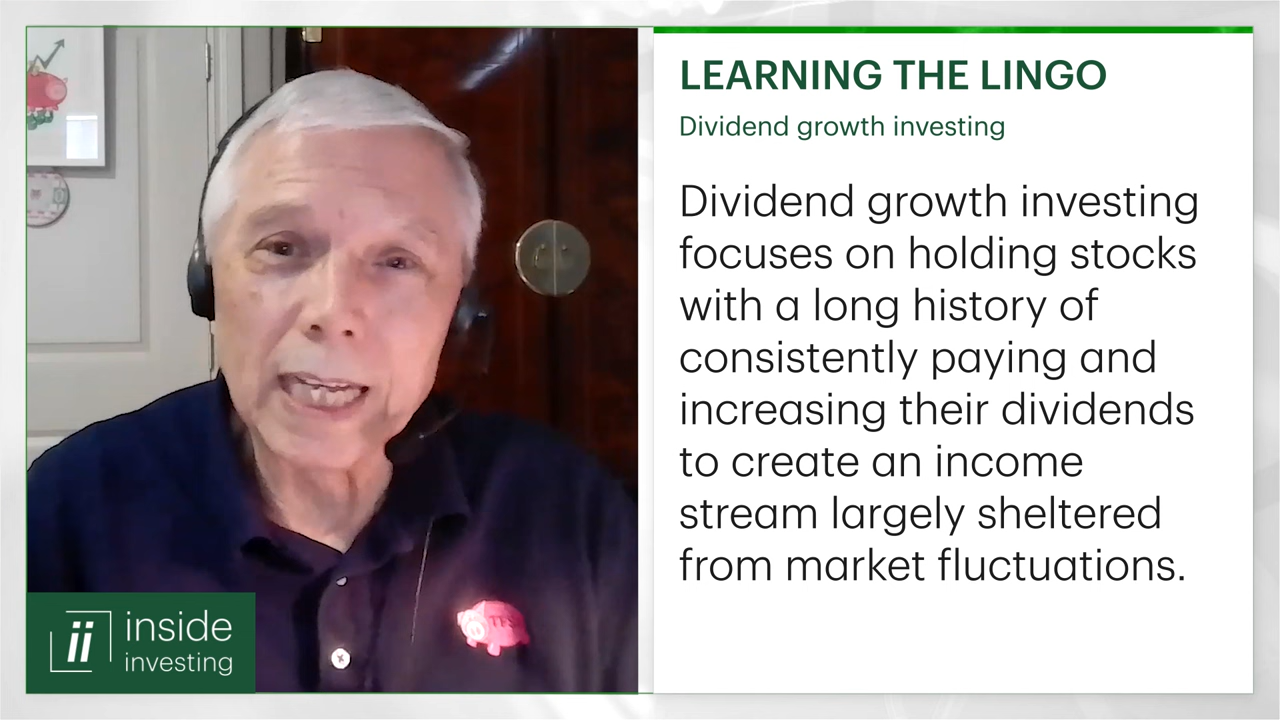 LEARNING THE LINGO
Dividend growth investing
Dividend growth investing
focuses on holding stocks
with a long history of
consistently paying and
increasing their dividends
to create an income
stream largely sheltered
from market fluctuations.
TFSA
ii inside
investing